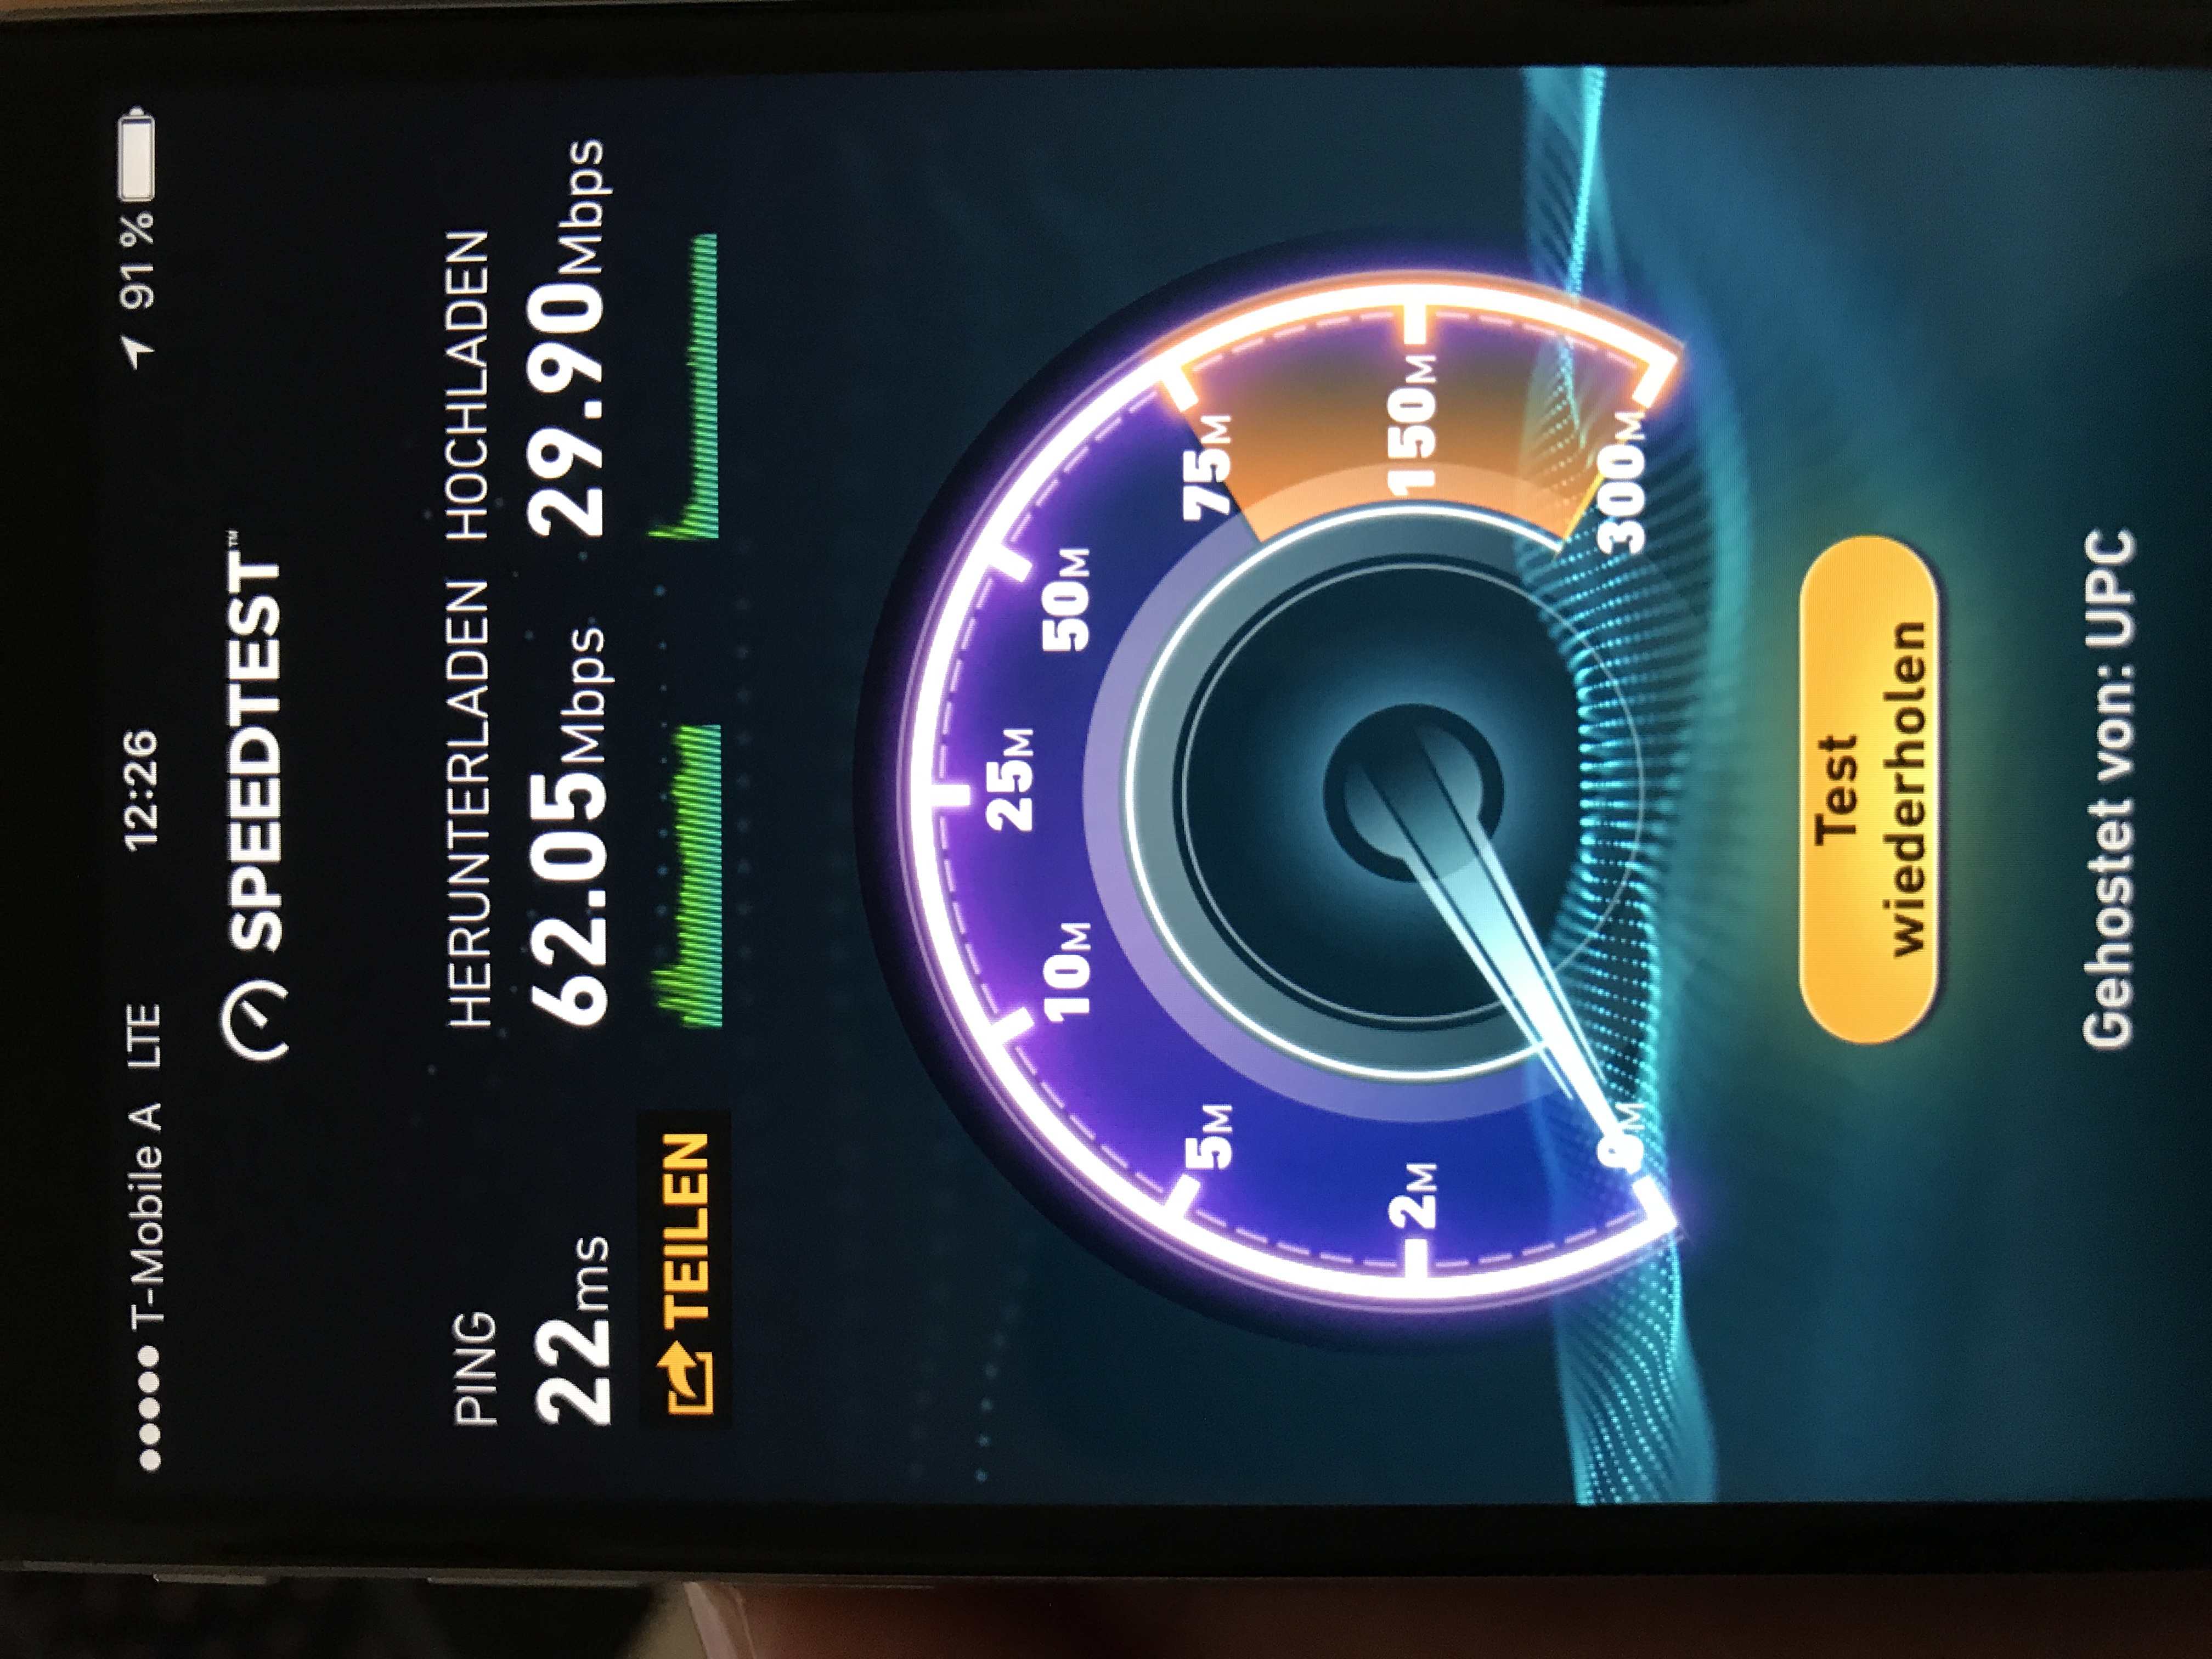 T-Mobile A LTE 12:26 91 %
SPEEDTEST™
PING HERUNTERLADEN HOCHLADEN
22ms 62.05Mbps 29.90Mbps
TEILEN
25M
10M 50M
5M 75M
2M 150M
0M 300M
Test
wiederholen
Gehostet von: UPC